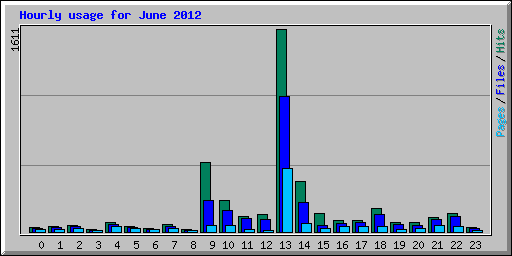 Hourly usage for June 2012
1611
Pages / Files / Hits
0 1 2 3 4 5 6 7 8 9 10 11 12 13 14 15 16 17 18 19 20 21 22 23